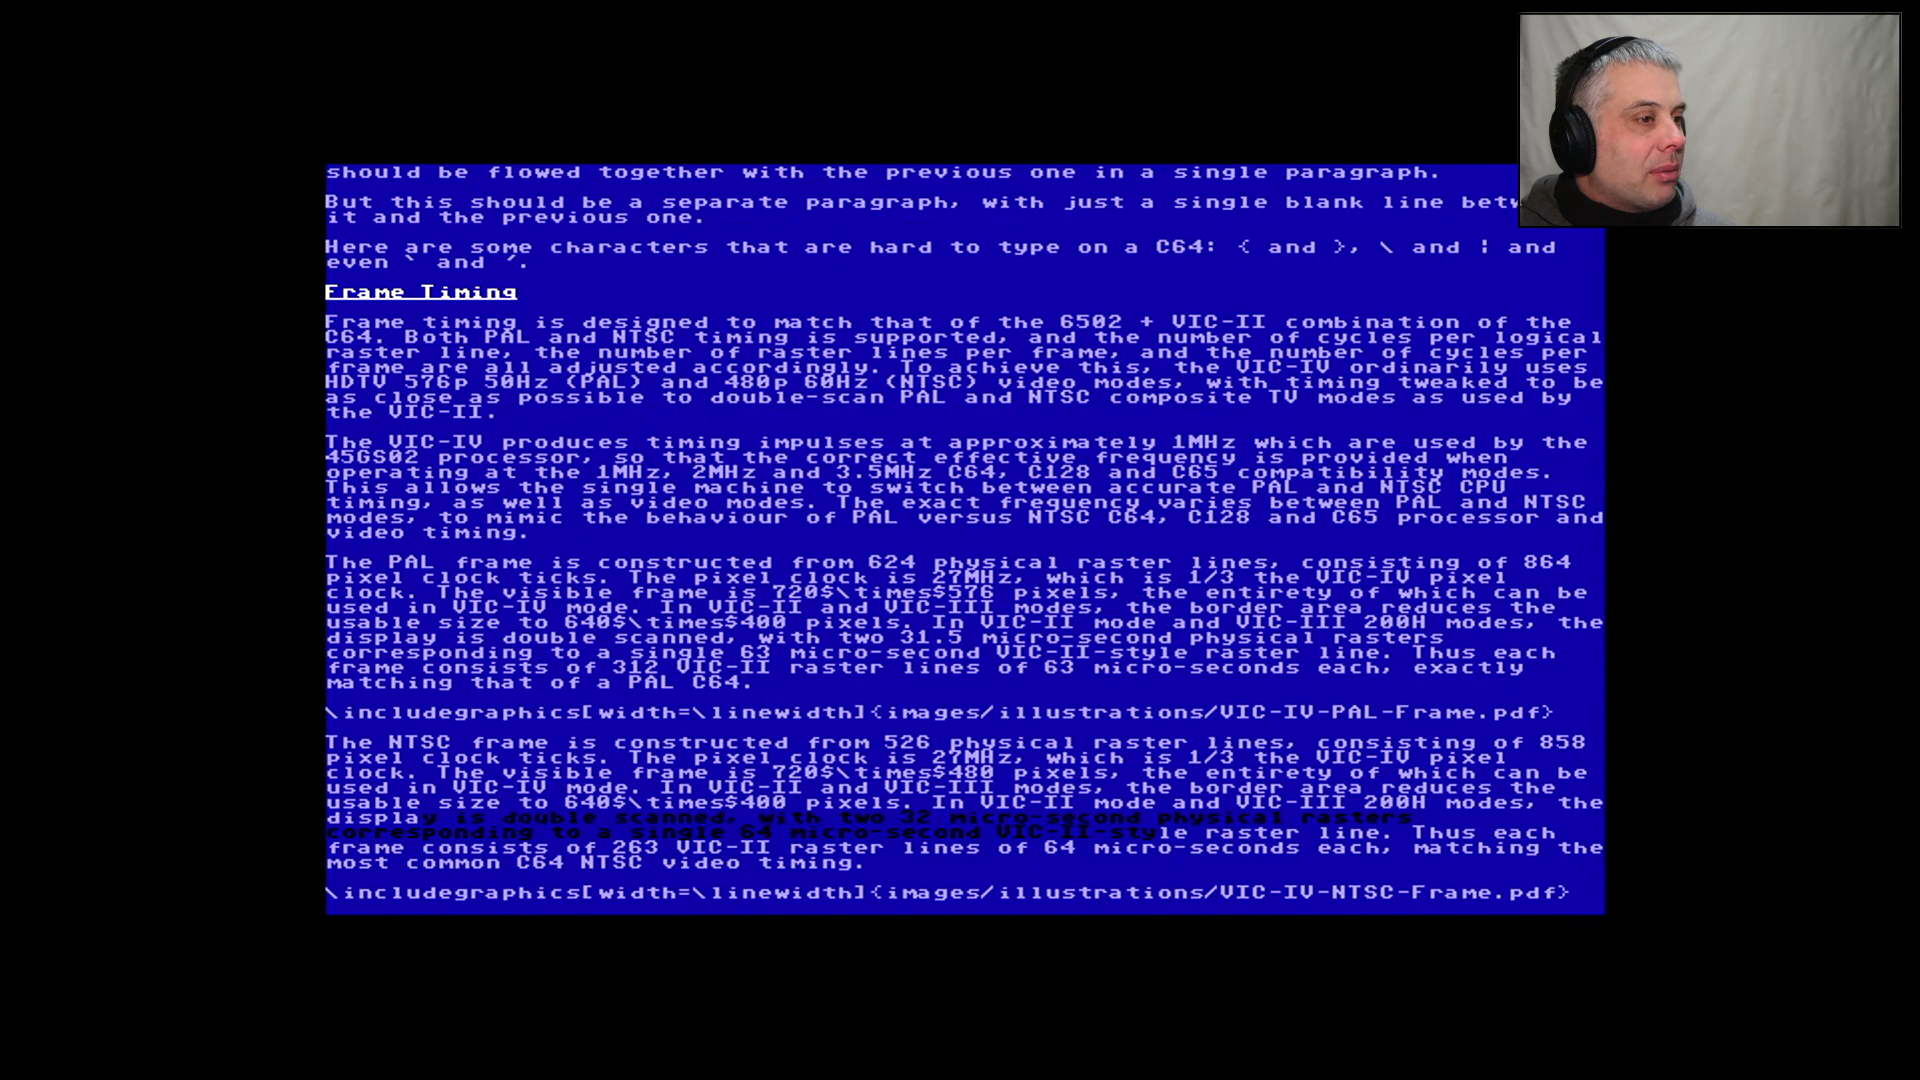 should be flowed together with the previous one in a single paragraph.
But this should be a separate paragraph, with just a single blank line
it and the previous one.
Here are some characters that are hard to type on a C64: { and }, \ and ¦ and
even ` and ´.
Frame Timing
Frame timing is designed to match that of the 6502 + VIC-II combination of the
C64. Both PAL and NTSC timing is supported, and the number of cycles per logical
raster line, the number of raster lines per frame, and the number of cycles per
frame are all adjusted accordingly. To achieve this, the VIC-IV ordinarily uses
HDTV 576p 50Hz (PAL) and 480p 60Hz (NTSC) video modes, with timing tweaked to be
as close as possible to double-scan PAL and NTSC composite TV modes as used by
the VIC-II.
The VIC-IV produces timing impulses at approximately 1MHz which are used by the
45GS02 processor, so that the correct effective frequency is provided when
operating at the 1MHz, 2MHz and 3.5MHz C64, C128 and C65 compatibility modes.
This allows the single machine to switch between accurate PAL and NTSC CPU
timing, as well as video modes. The exact frequency varies between PAL and NTSC
modes, to mimic the behaviour of PAL versus NTSC C64, C128 and C65 processor and
video timing.
The PAL frame is constructed from 624 physical raster lines, consisting of 864
pixel clock ticks. The pixel clock is 27MHz, which is 1/3 the VIC-IV pixel
clock. The visible frame is 720$\times$576 pixels, the entirety of which can be
used in VIC-IV mode. In VIC-II and VIC-III modes, the border area reduces the
usable size to 640$\times$400 pixels. In VIC-II mode and VIC-III 200H modes, the
display is double scanned, with two 31.5 micro-second physical rasters
corresponding to a single 63 micro-second VIC-II-style raster line. Thus each
frame consists of 312 VIC-II raster lines of 63 micro-seconds each, exactly
matching that of a PAL C64.
\includegraphics[width=\linewidth]{images/illustrations/VIC-IV-PAL-Frame.pdf}
The NTSC frame is constructed from 526 physical raster lines, consisting of 858
pixel clock ticks. The pixel clock is 27MHz, which is 1/3 the VIC-IV pixel
clock. The visible frame is 720$\times$480 pixels, the entirety of which can be
used in VIC-IV mode. In VIC-II and VIC-III modes, the border area reduces the
usable size to 640$\times$400 pixels. In VIC-II mode and VIC-III 200H modes, the
display is double scanned, with two 32 micro-second physical rasters
corresponding to a single 64 micro-second VIC-II-style raster line. Thus each
frame consists of 263 VIC-II raster lines of 64 micro-seconds each, matching the
most common C64 NTSC video timing.
\includegraphics[width=\linewidth]{images/illustrations/VIC-IV-NTSC-Frame.pdf}